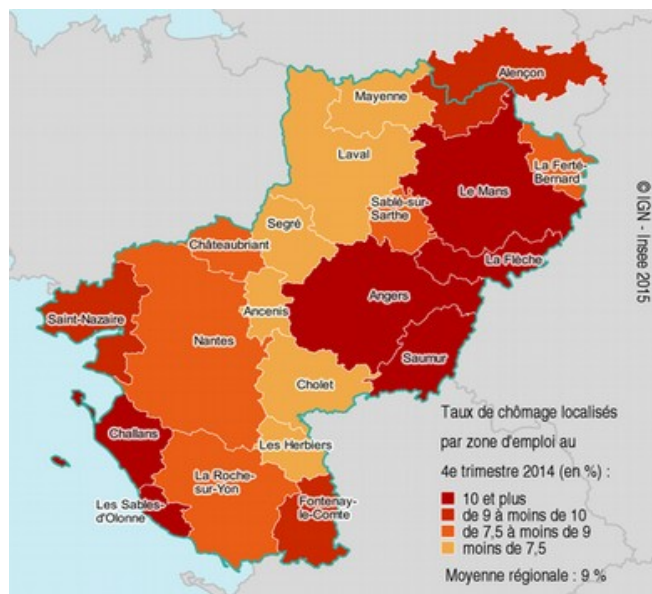 Alençon
Mayenne
Laval
La Ferté-
Bernard
Le Mans
Sablé-sur-
Sarthe
Segré
Châteaubriant
La Flèche
Angers
Ancenis
Saint-Nazaire
Nantes
Saumur
Cholet
Challans
Les Herbiers
La Roche-
sur-Yon
Les Sables-
d'Olonne
Fontenay-
le-Comte
© IGN - Insee 2015
Taux de chômage localisés
par zone d'emploi au
4e trimestre 2014 (en %) :
10 et plus
de 9 à moins de 10
de 7,5 à moins de 9
moins de 7,5
Moyenne régionale : 9 %